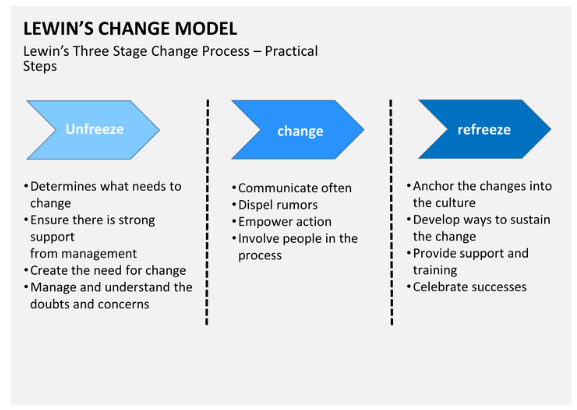 LEWIN'S CHANGE MODEL
Lewin's Three Stage Change Process – Practical
Steps
Unfreeze
•Determines what needs to
change
•Ensure there is strong
support
from management
•Create the need for change
•Manage and understand the
doubts and concerns
change
•Communicate often
•Dispel rumors
•Empower action
•Involve people in the
process
refreeze
•Anchor the changes into
the culture
•Develop ways to sustain
the change
•Provide support and
training
•Celebrate successes